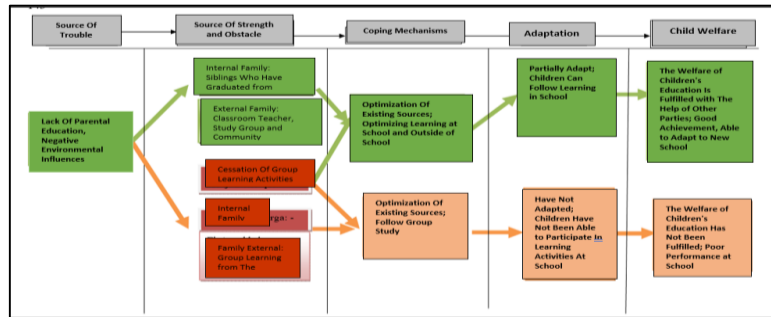 Source Of
Trouble
Source Of Strength
and Obstacle
Coping Mechanisms
Adaptation
Child Welfare
Lack Of Parental
Education,
Negative
Environmental
Influences
Internal Family:
Siblings Who Have
Graduated from
External Family:
Classroom Teacher,
Study Group and
Community
Cessation Of Group
Learning Activities
Internal
Family
rga: -
Family External:
Group Learning
from The
Optimization Of
Existing Sources;
Optimizing Learning at
School and Outside of
School
Optimization Of
Existing Sources;
Follow Group
Study
Partially Adapt;
Children Can
Follow Learning
in School
Have Not
Adapted;
Children Have
Not Been Able
to Participate In
Learning
Activities At
School
The Welfare of
Children's
Education Is
Fulfilled with The
Help of Other
Parties; Good
Achievement, Able
to Adapt to New
School
The Welfare of
Children's
Education Has
Not Been
Fulfilled; Poor
Performance at
School